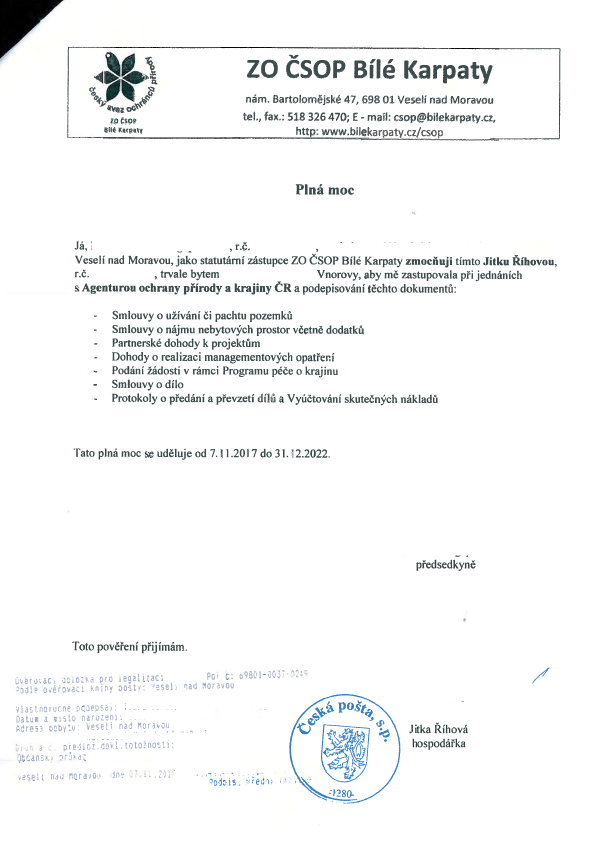 český svaz ochránců přírody
ZO ČSOP
Bílé Karpaty
ZO ČSOP Bílé Karpaty
nám. Bartolomějské 47, 698 01 Veselí nad Moravou
tel., fax.: 518 326 470; E - mail: csop@bilekarpaty.cz,
http: www.bilekarpaty.cz/csop
Plná moc
Já, , r.č. ,
Veselí nad Moravou, jako statutární zástupce ZO ČSOP Bílé Karpaty zmocňuji tímto Jitku Říhovou,
r.č. , trvale bytem Vnorovy, aby mě zastupovala při jednáních
s Agenturou ochrany přírody a krajiny ČR a podepisování těchto dokumentů:
- Smlouvy o užívání či pachtu pozemků
- Smlouvy o nájmu nebytových prostor včetně dodatků
- Partnerské dohody k projektům
- Dohody o realizaci managementových opatření
- Podání žádosti v rámci Programu péče o krajinu
- Smlouvy o dílo
- Protokoly o předání a převzetí dílů a Vyúčtování skutečných nákladů
Tato plná moc se uděluje od 7.11.2017 do 31.12.2022.
předsedkyně
Toto pověření přijímám.
Ověřovací doložka pro legalizaci Poř.č: 69801-0037-0249
Podle ověřovací knihy pošty: Veselí nad Moravou
Vlastnoručně podepsal:
Datum a místo narození:
Adresa pobytu: Veselí nad Moravou
Druh a č. předlož.dokl.totožnosti:
Občanský průkaz
Veselí nad Moravou dne 07.11.2017
Podpis, úřední
Česká pošta, s.p.
-1280-
Jitka Říhová
hospodářka